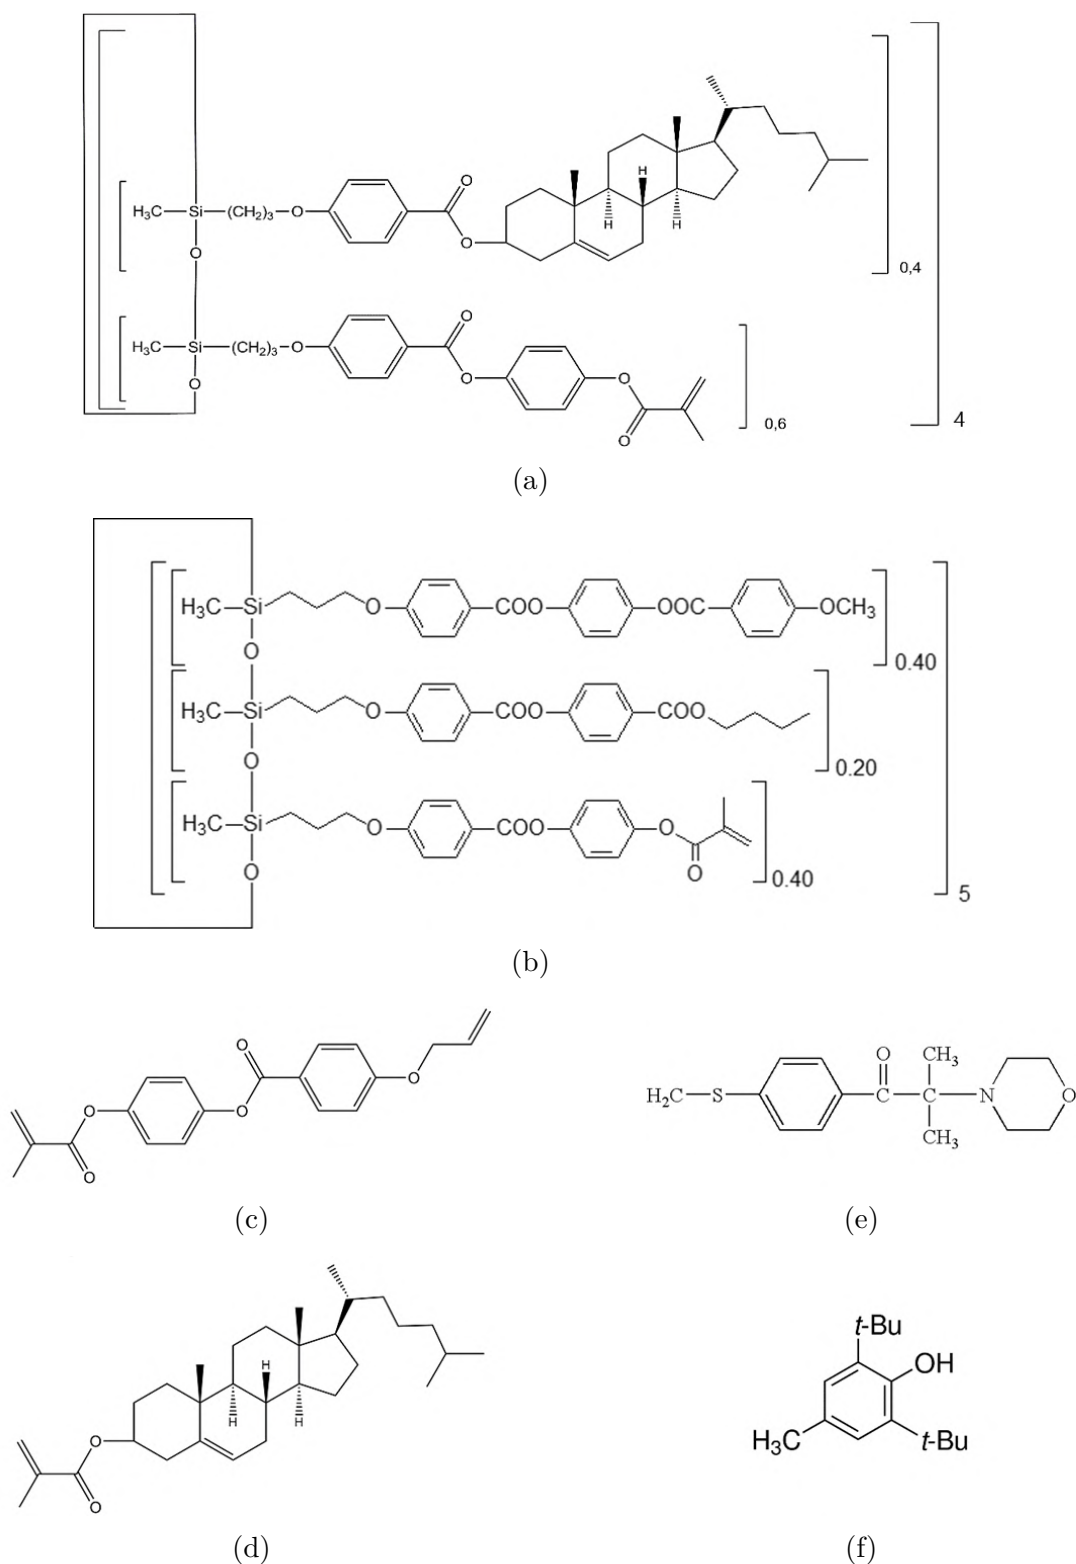 H₃C—Si—(CH₂)₃—O
O
O
H
H
H
O
0,4
H₃C—Si—(CH₂)₃—O
O
O
O
O
O
0,6
4
(a)
H₃C—Si
O
COO
OOC
OCH₃
O
0.40
H₃C—Si
O
COO
COO
O
0.20
H₃C—Si
O
COO
O
O
O
0.40
5
(b)
O
O
O
O
O
(c)
O
CH₃
H₂C—S
C
C
N
O
CH₃
(e)
H
H
H
O
O
(d)
t-Bu
OH
H₃C
t-Bu
(f)